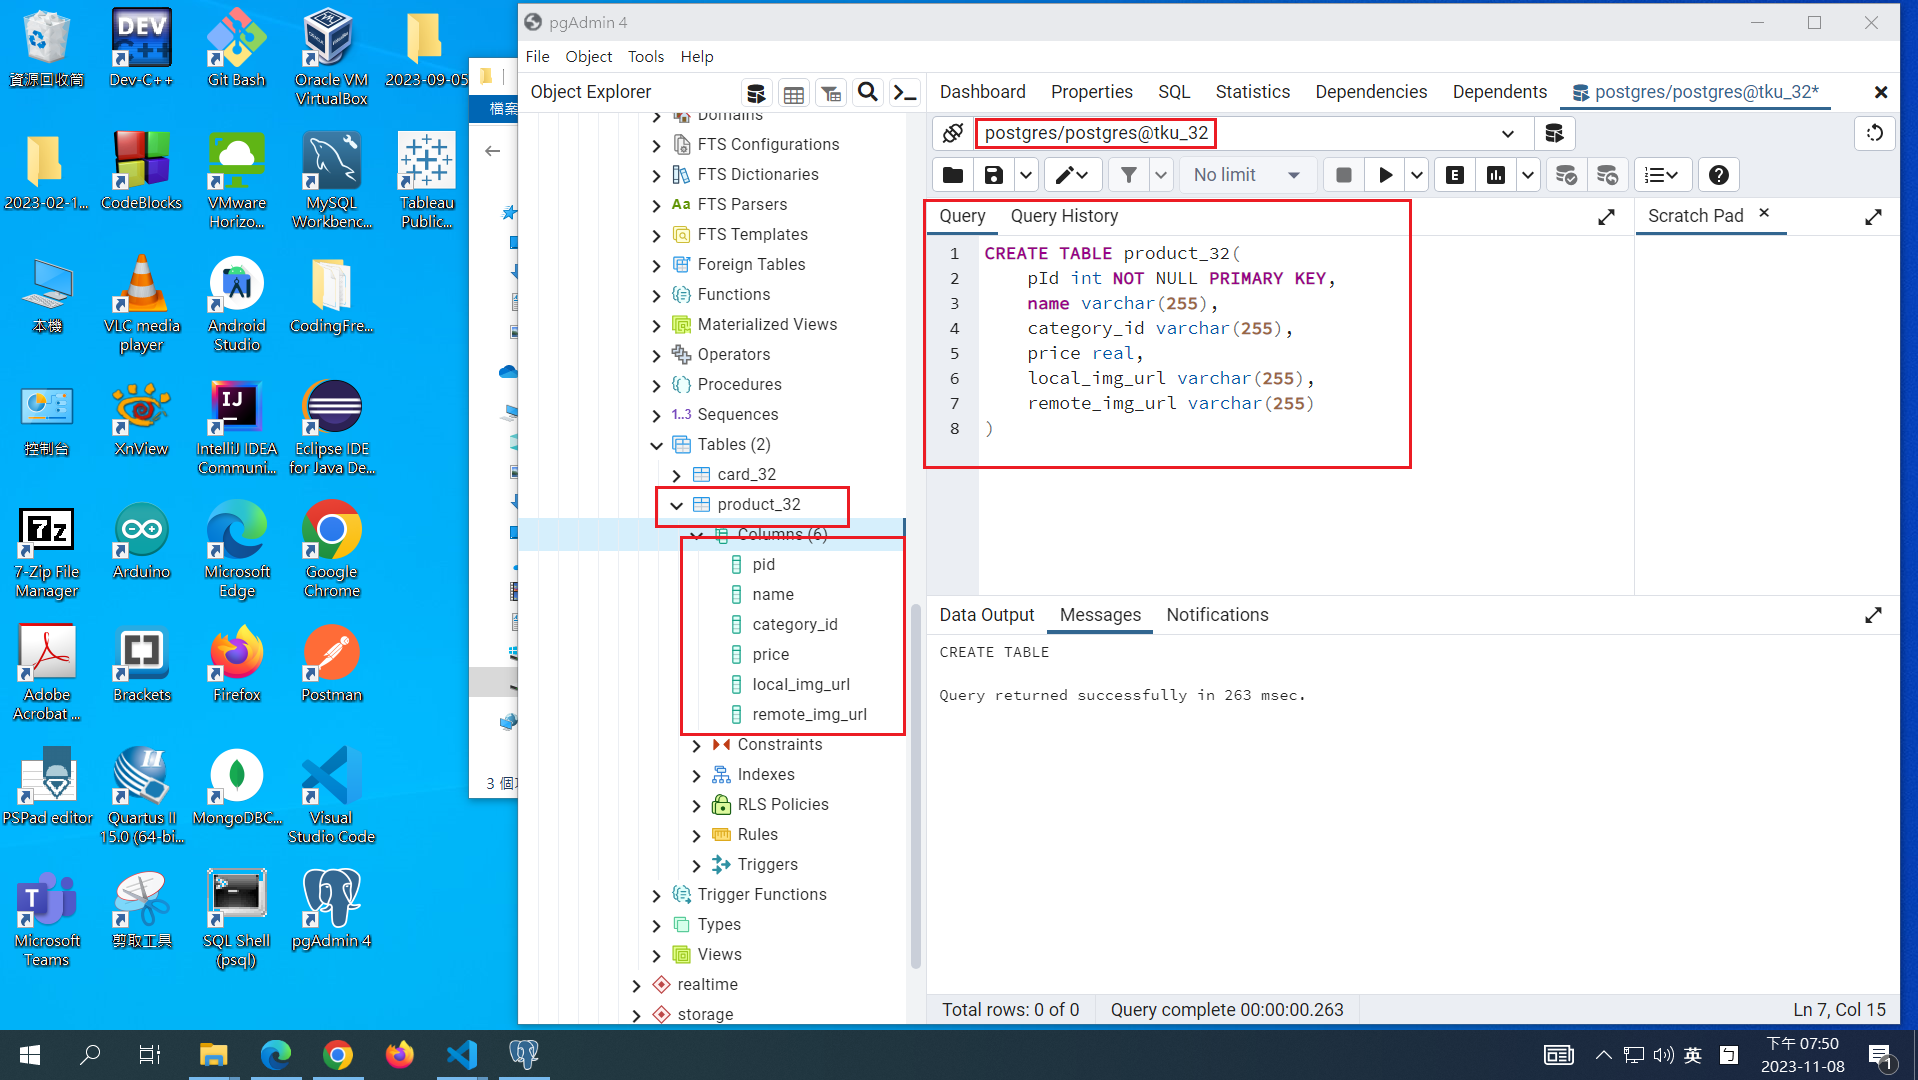 資源回收筒
Dev-C++
Git Bash
Oracle VM
VirtualBox
2023-09-05
2023-02-1...
CodeBlocks
VMware
Horizo...
MySQL
Workbenc...
Tableau
Public...
本機
VLC media
player
Android
Studio
CodingFre...
控制台
XnView
IntelliJ IDEA
Communi...
Eclipse IDE
for Java De...
7-Zip File
Manager
Arduino
Microsoft
Edge
Google
Chrome
Adobe
Acrobat ...
Brackets
Firefox
Postman
PSPad editor
Quartus II
15.0 (64-bi...
MongoDBC...
Visual
Studio Code
Microsoft
Teams
剪取工具
SQL Shell
(psql)
pgAdmin 4
檔案
pgAdmin 4
File Object Tools Help
Object Explorer
Domains
FTS Configurations
FTS Dictionaries
FTS Parsers
FTS Templates
Foreign Tables
Functions
Materialized Views
Operators
Procedures
Sequences
Tables (2)
card_32
product_32
Columns (6)
pid
name
category_id
price
local_img_url
remote_img_url
Constraints
Indexes
RLS Policies
Rules
Triggers
Trigger Functions
Types
Views
realtime
storage
Dashboard Properties SQL Statistics Dependencies Dependents postgres/postgres@tku_32*
postgres/postgres@tku_32
No limit
Query Query History
Scratch Pad
1 CREATE TABLE product_32(
2 pId int NOT NULL PRIMARY KEY,
3 name varchar(255),
4 category_id varchar(255),
5 price real,
6 local_img_url varchar(255),
7 remote_img_url varchar(255)
8 )
Data Output Messages Notifications
CREATE TABLE
Query returned successfully in 263 msec.
Total rows: 0 of 0 Query complete 00:00:00.263 Ln 7, Col 15
英
下午 07:50
2023-11-08
1